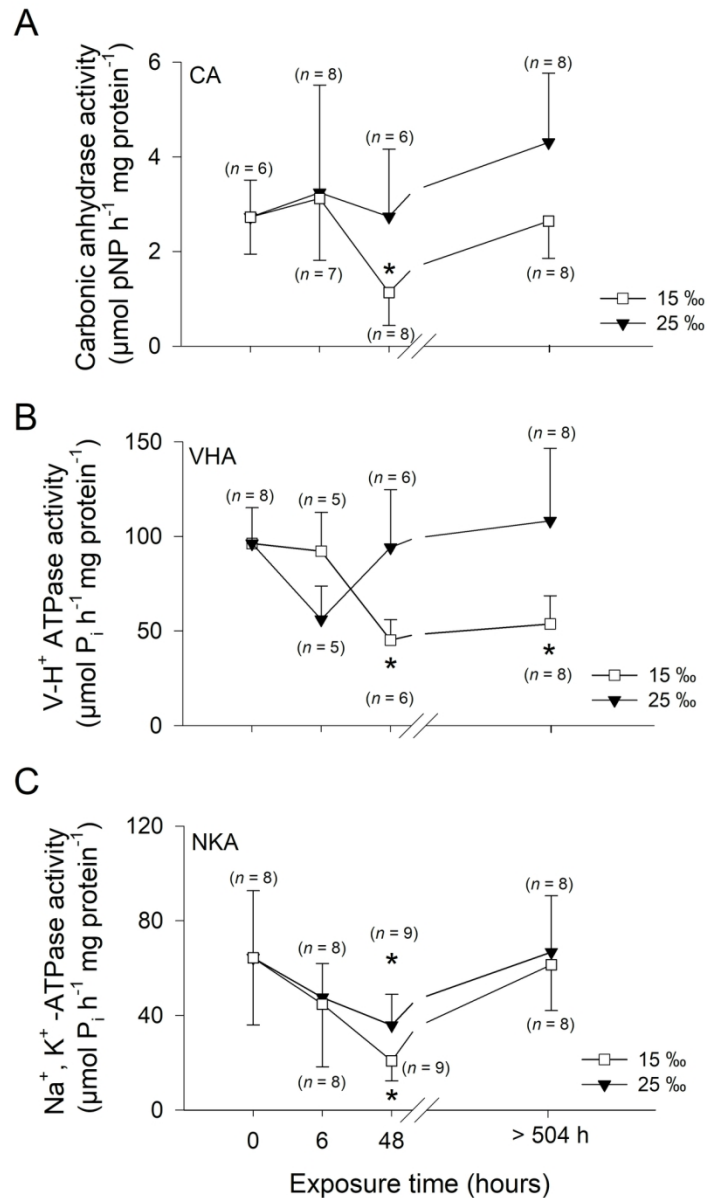 A
Carbonic anhydrase activity
(µmol pNP h⁻¹ mg protein⁻¹)
6
4
2
0
CA
(n = 6)
(n = 8)
(n = 7)
(n = 6)
*
(n = 8)
(n = 8)
(n = 8)
15 ‰
25 ‰
B
V-H⁺ ATPase activity
(µmol Pᵢ h⁻¹ mg protein⁻¹)
150
100
50
0
VHA
(n = 8)
(n = 5)
(n = 5)
(n = 6)
*
(n = 6)
(n = 8)
*
(n = 8)
15 ‰
25 ‰
C
Na⁺, K⁺ -ATPase activity
(µmol Pᵢ h⁻¹ mg protein⁻¹)
120
80
40
0
NKA
(n = 8)
(n = 8)
(n = 8)
(n = 9)
*
(n = 9)
*
(n = 8)
(n = 8)
15 ‰
25 ‰
0
6
48
> 504 h
Exposure time (hours)